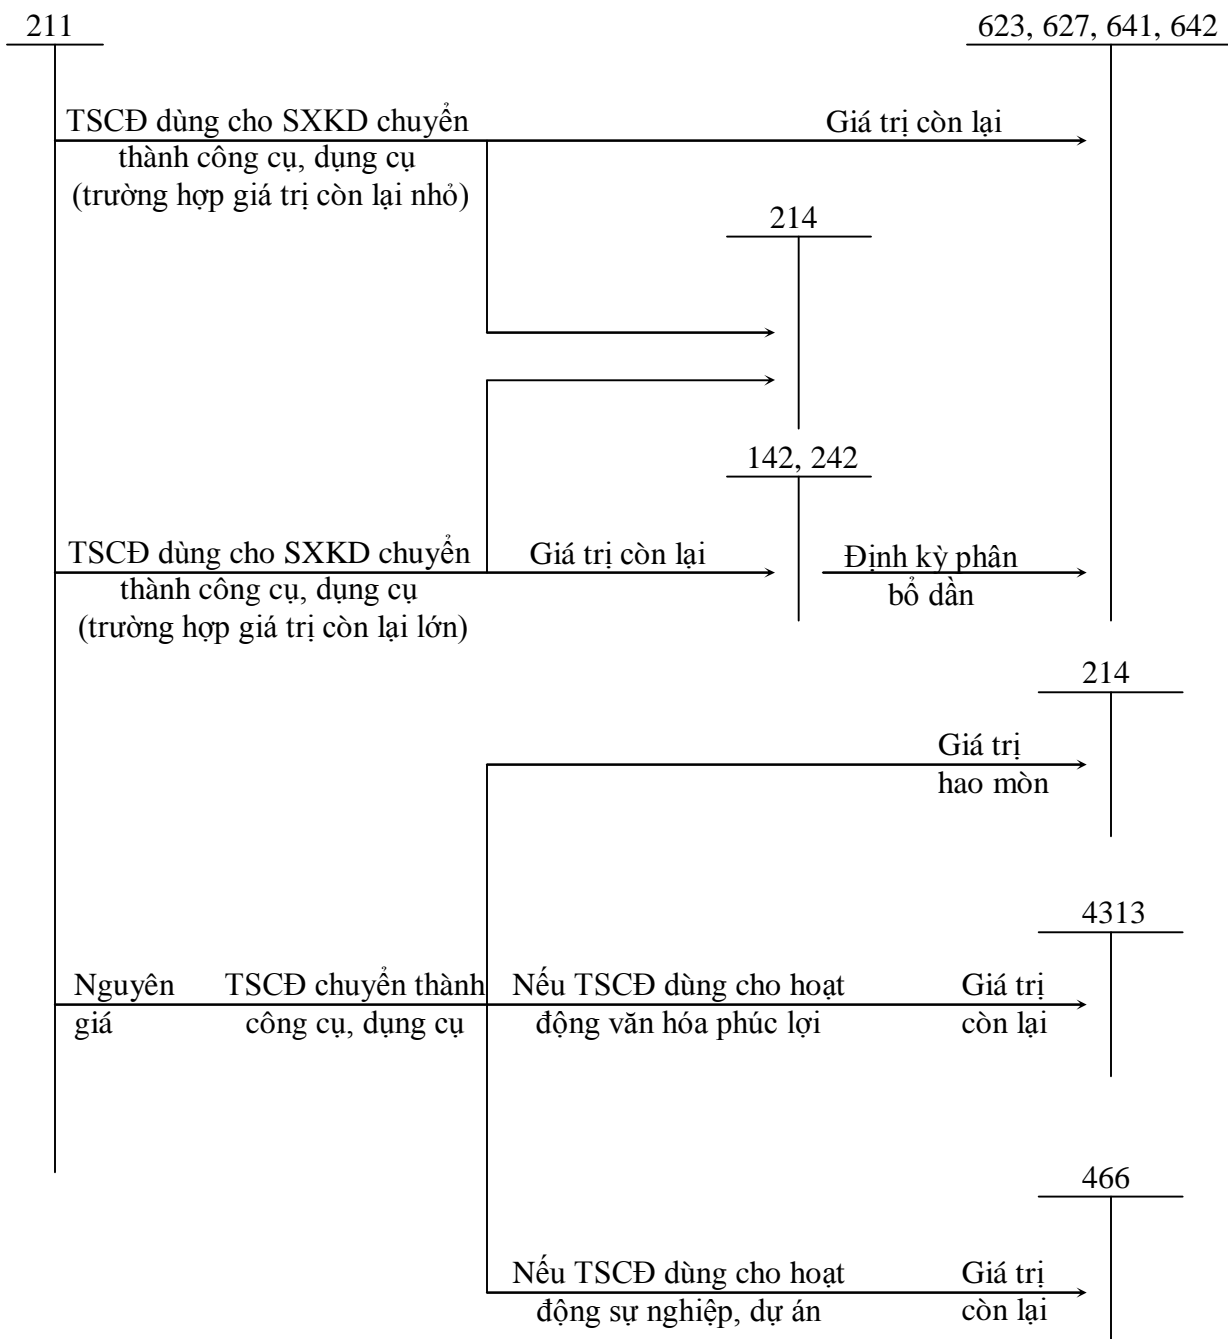 211
623, 627, 641, 642
TSCĐ dùng cho SXKD chuyển
thành công cụ, dụng cụ
(trường hợp giá trị còn lại nhỏ)
Giá trị còn lại
214
142, 242
TSCĐ dùng cho SXKD chuyển
thành công cụ, dụng cụ
(trường hợp giá trị còn lại lớn)
Giá trị còn lại
Định kỳ phân
bổ dần
214
Giá trị
hao mòn
4313
Nguyên
giá
TSCĐ chuyển thành
công cụ, dụng cụ
Nếu TSCĐ dùng cho hoạt
động văn hóa phúc lợi
Giá trị
còn lại
466
Nếu TSCĐ dùng cho hoạt
động sự nghiệp, dự án
Giá trị
còn lại